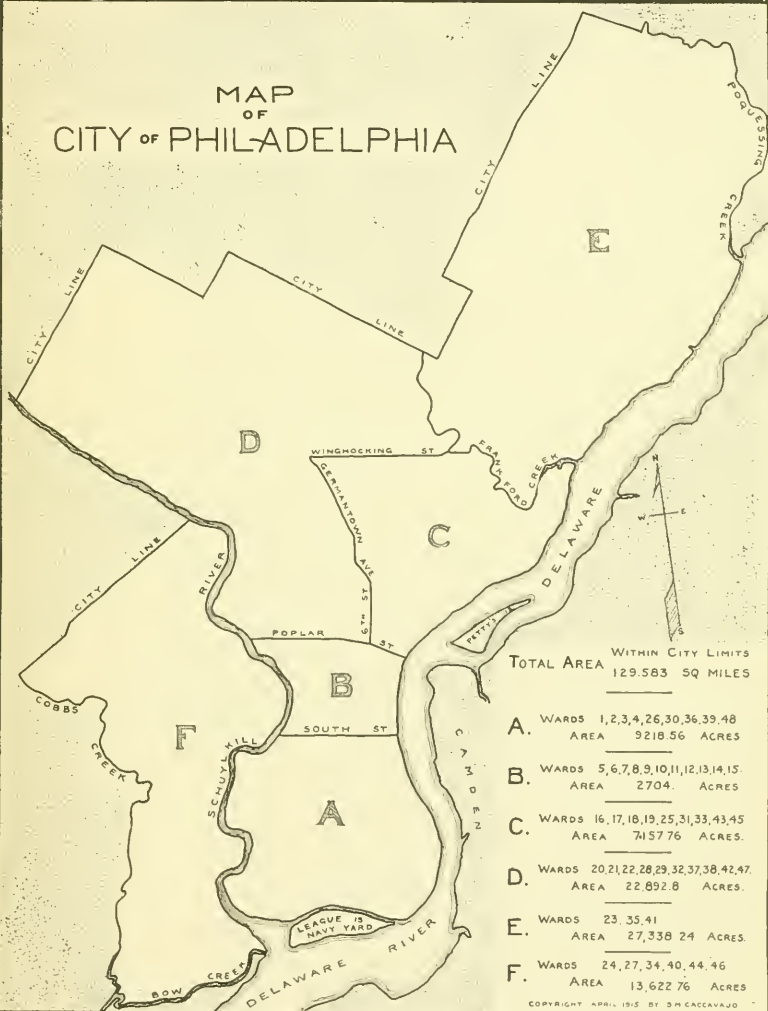 MAP
OF
CITY OF PHILADELPHIA
CITY LINE
POQUESSING CREEK
E
CITY LINE
CITY LINE
D
WINGHOCKING ST
FRANKFORD CREEK
GERMANTOWN AVE
C
DELAWARE
N
W E
S
CITY LINE
RIVER
6TH ST
POPLAR ST
PETTY'S
B
COBBS CREEK
F
SOUTH ST
SCHUYLKILL
CAMDEN
A
LEAGUE IS
NAVY YARD
BOW CREEK
DELAWARE RIVER
TOTAL AREA WITHIN CITY LIMITS
129.583 SQ MILES
A. WARDS 1,2,3,4,26,30,36,39.48
AREA 9218.56 ACRES
B. WARDS 5,6,7,8,9,10,11,12,13,14,15.
AREA 2704. ACRES
C. WARDS 16,17,18,19,25,31,33,43,45
AREA 7157 76 ACRES.
D. WARDS 20,21,22,28,29,32,37,38,42,47.
AREA 22,892.8 ACRES.
E. WARDS 23.35.41
AREA 27,338 24 ACRES.
F. WARDS 24,27,34,40,44.46
AREA 13,622 76 ACRES
COPYRIGHT APRIL 1915 BY S M CACCAVAJO